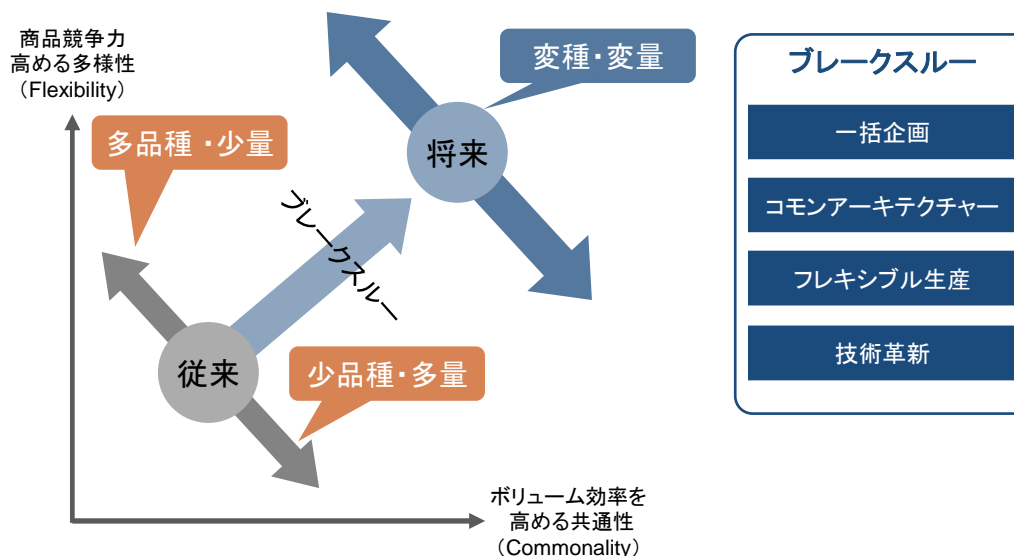 商品競争力
高める多様性
（Flexibility）
多品種・少量
変種・変量
将来
ブレークスルー
従来
少品種・多量
ボリューム効率を
高める共通性
（Commonality）
ブレークスルー
一括企画
コモンアーキテクチャー
フレキシブル生産
技術革新